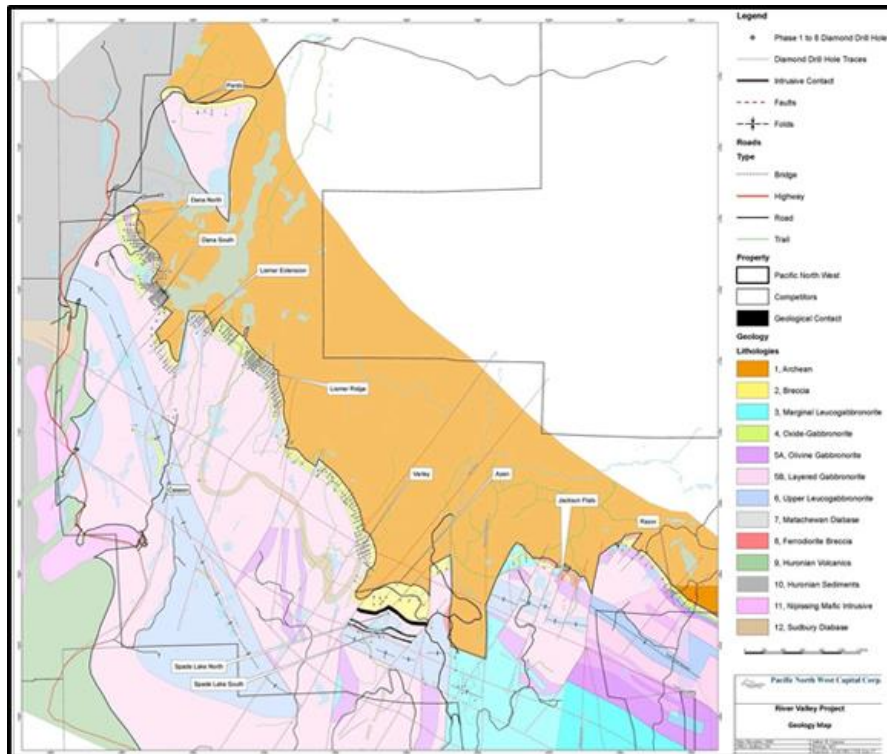 Legend
Phase 1 to 8 Diamond Drill Hole
Diamond Drill Hole Traces
Intrusive Contact
Faults
Folds
Roads
Type
Bridge
Highway
Road
Trail
Property
Pacific North West
Competitors
Geological Contact
Geology
Lithologies
1, Archean
2, Breccia
3, Marginal Leucogabbronorite
4, Oxide-Gabbronorite
5A, Olivine Gabbronorite
5B, Layered Gabbronorite
6, Upper Leucogabbronorite
7, Matachewan Diabase
8, Ferrodiorite Breccia
9, Huronian Volcanics
10, Huronian Sediments
11, Nipissing Mafic Intrusive
12, Sudbury Diabase
Pacific North West Capital Corp.
River Valley Project
Geology Map
Pardo
Dana North
Dana South
Lismer Extension
Lismer Ridge
Varley
Azen
Jackson Flats
Razor
Casson
Spade Lake North
Spade Lake South